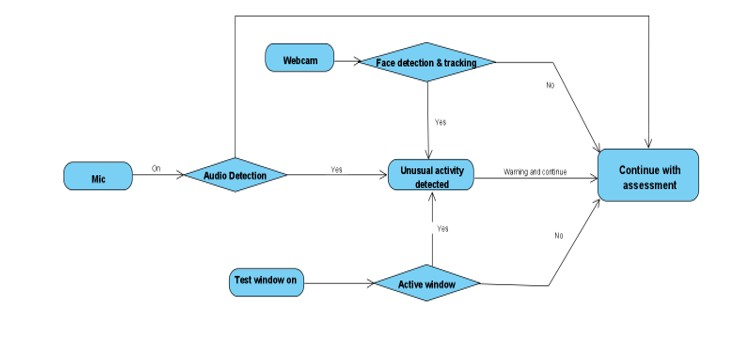 Webcam
Face detection & tracking
No
Yes
On
Mic
Audio Detection
Yes
Unusual activity
detected
Warning and continue
Continue with
assessment
Yes
No
Test window on
Active window